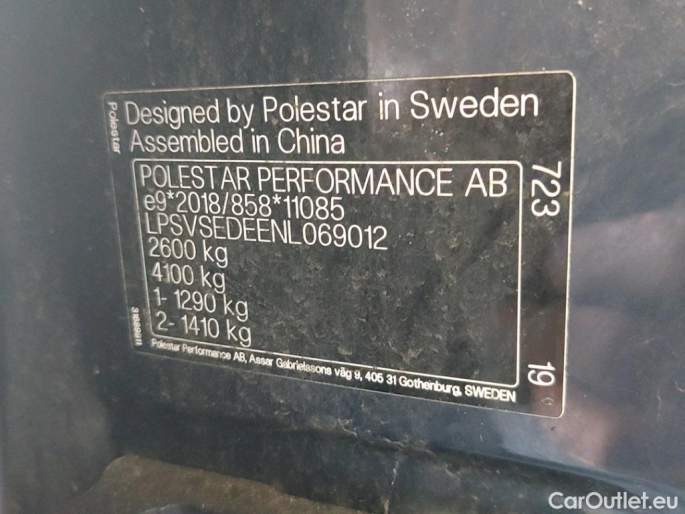 Polestar
Designed by Polestar in Sweden
Assembled in China
POLESTAR PERFORMANCE AB
e9*2018/858*11085
LPSVSEDEENL069012
2600 kg
4100 kg
1- 1290 kg
2- 1410 kg
723
19
Polestar Performance AB, Assar Gabrielssons väg 9, 405 31 Gothenburg, SWEDEN
CarOutlet.eu